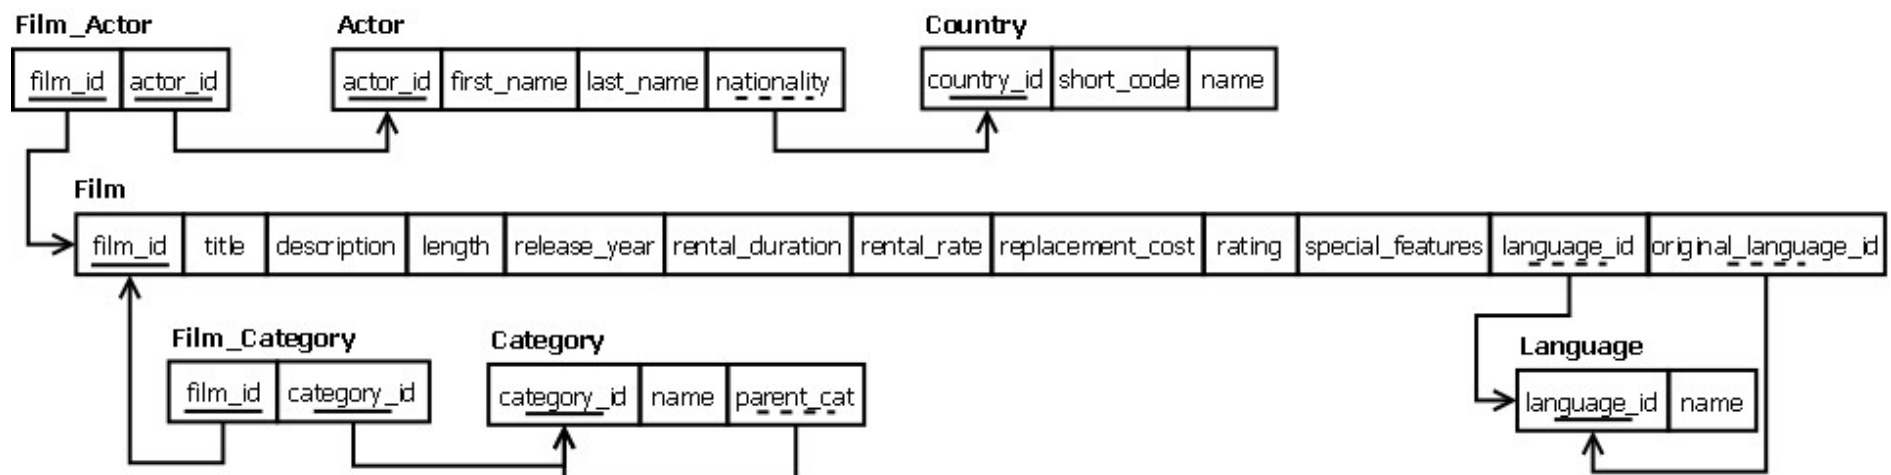 Film_Actor Actor Country
film_id actor_id actor_id first_name last_name nationality country_id short_code name
Film
film_id title description length release_year rental_duration rental_rate replacement_cost rating special_features language_id original_language_id
Film_Category Category Language
film_id category_id category_id name parent_cat language_id name